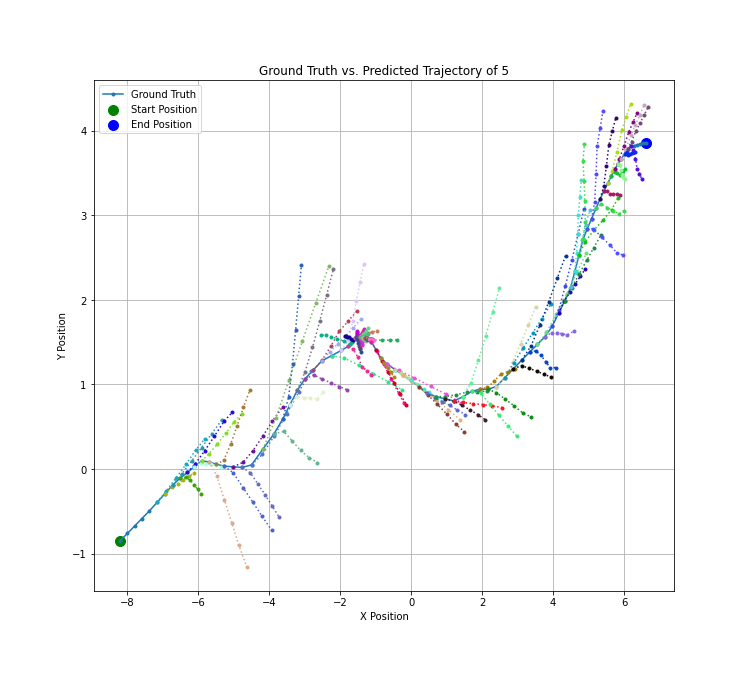 Ground Truth vs. Predicted Trajectory of 5
Ground Truth
Start Position
End Position
4
3
2
1
0
−1
Y Position
−8 −6 −4 −2 0 2 4 6
X Position